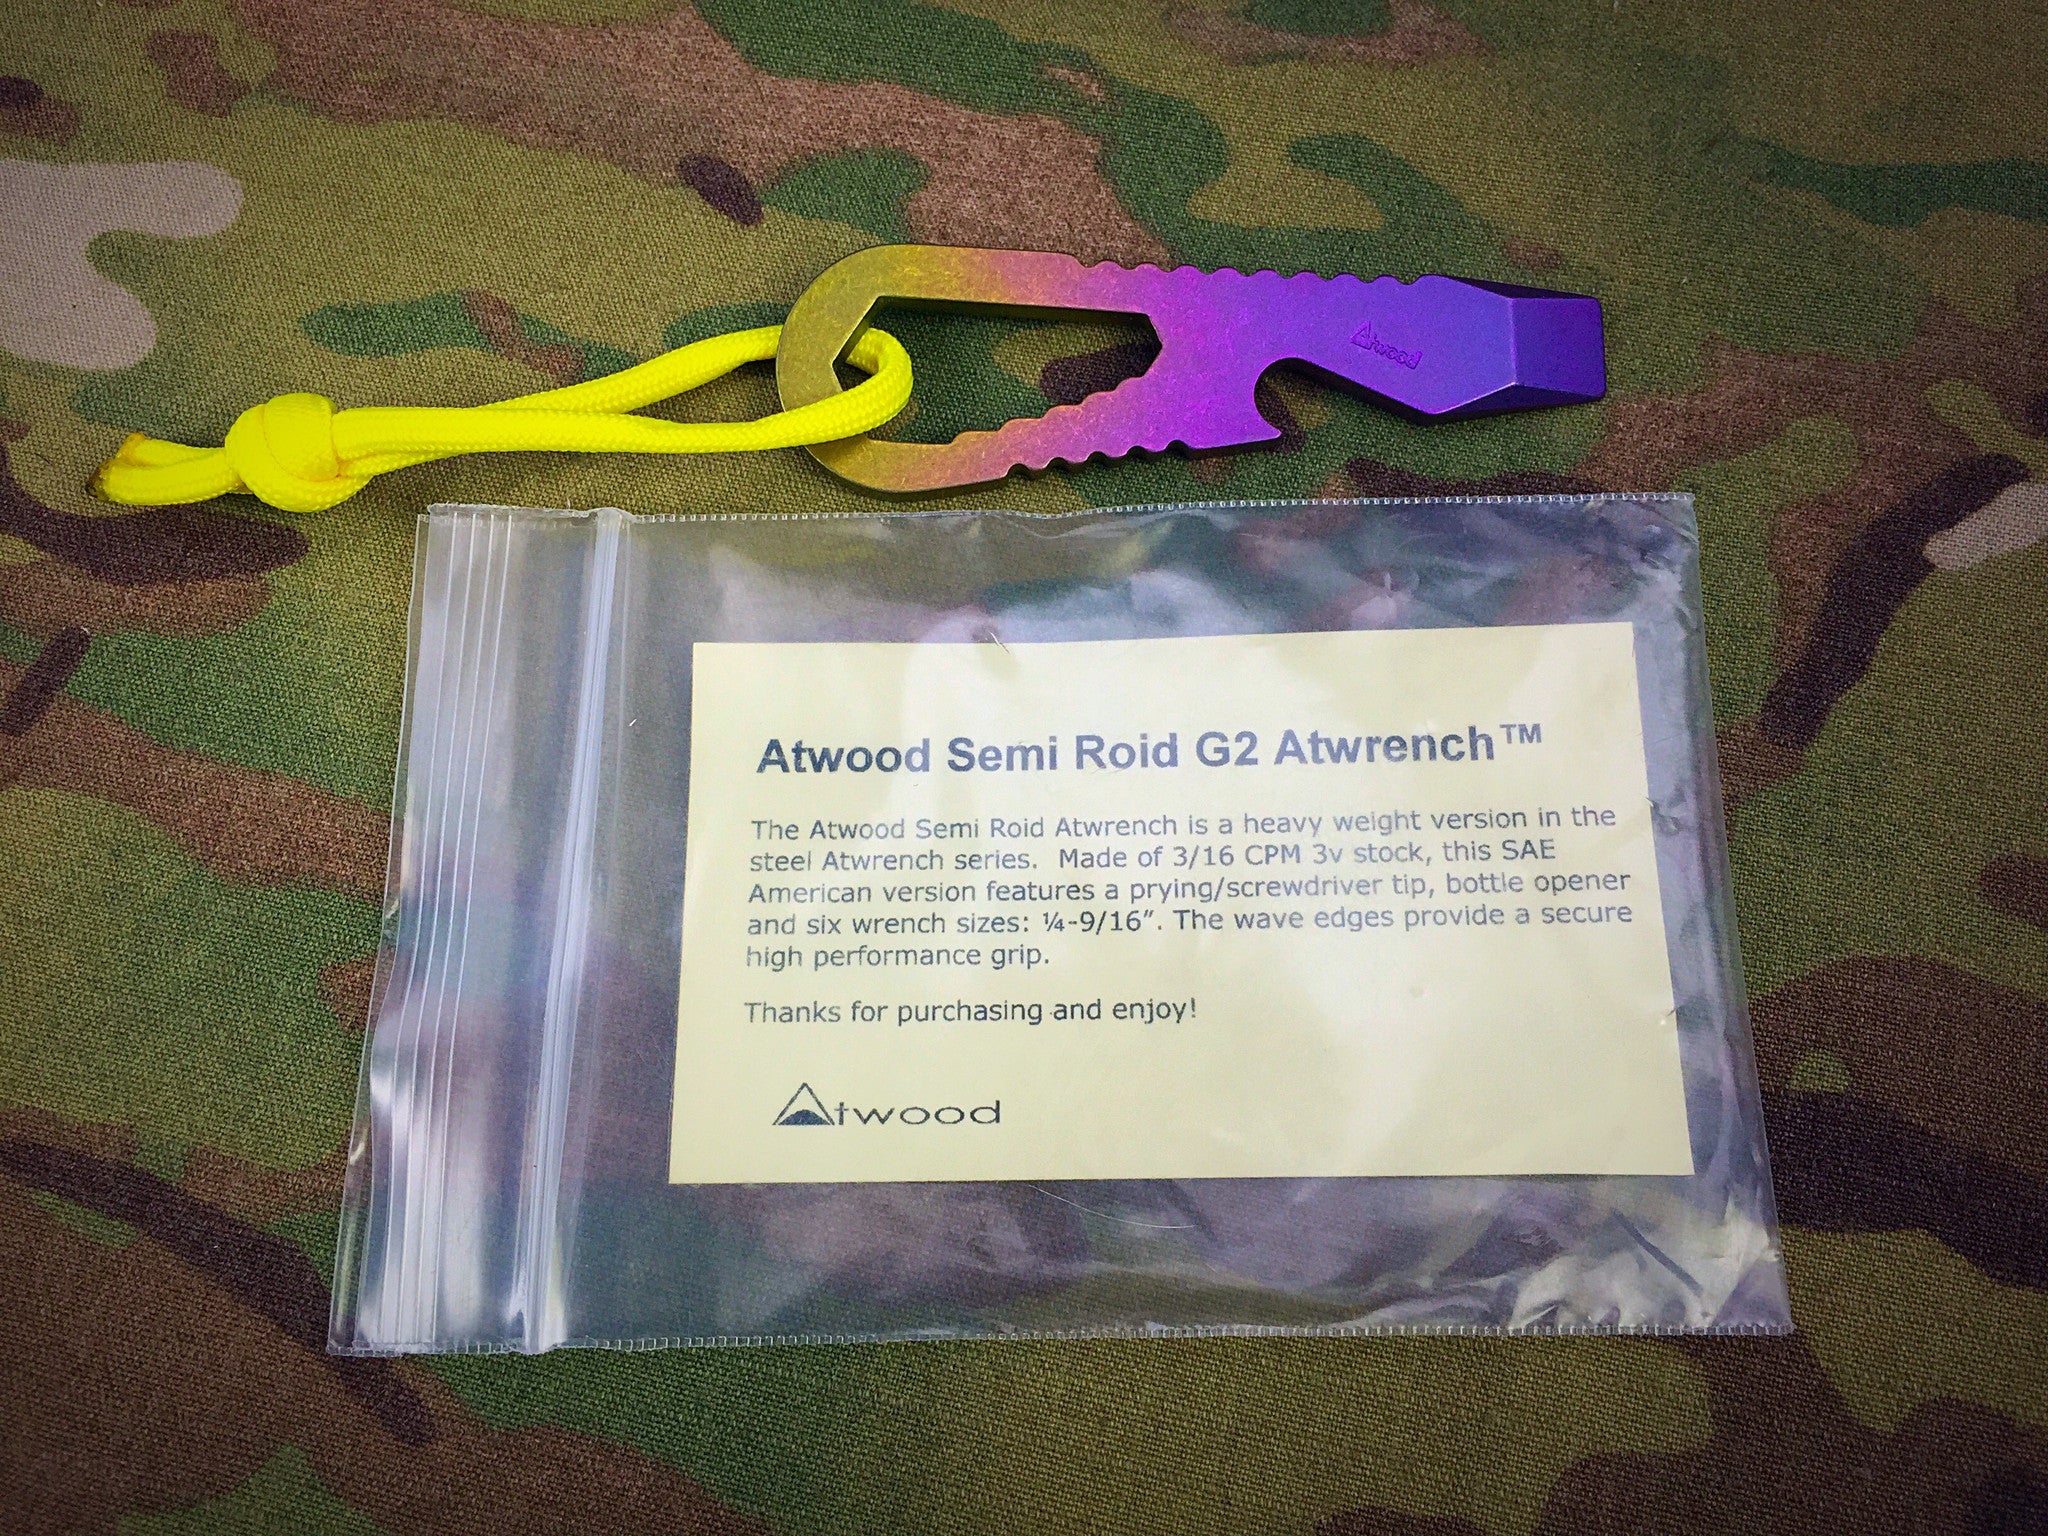 Atwood
Atwood Semi Roid G2 Atwrench™
The Atwood Semi Roid Atwrench is a heavy weight version in the
steel Atwrench series. Made of 3/16 CPM 3v stock, this SAE
American version features a prying/screwdriver tip, bottle opener
and six wrench sizes: ¼-9/16”. The wave edges provide a secure
high performance grip.
Thanks for purchasing and enjoy!
Atwood